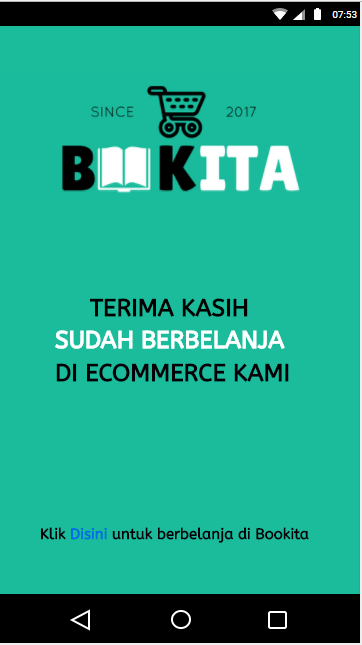 07:53
SINCE 2017
BOOKITA
TERIMA KASIH
SUDAH BERBELANJA
DI ECOMMERCE KAMI
Klik Disini untuk berbelanja di Bookita